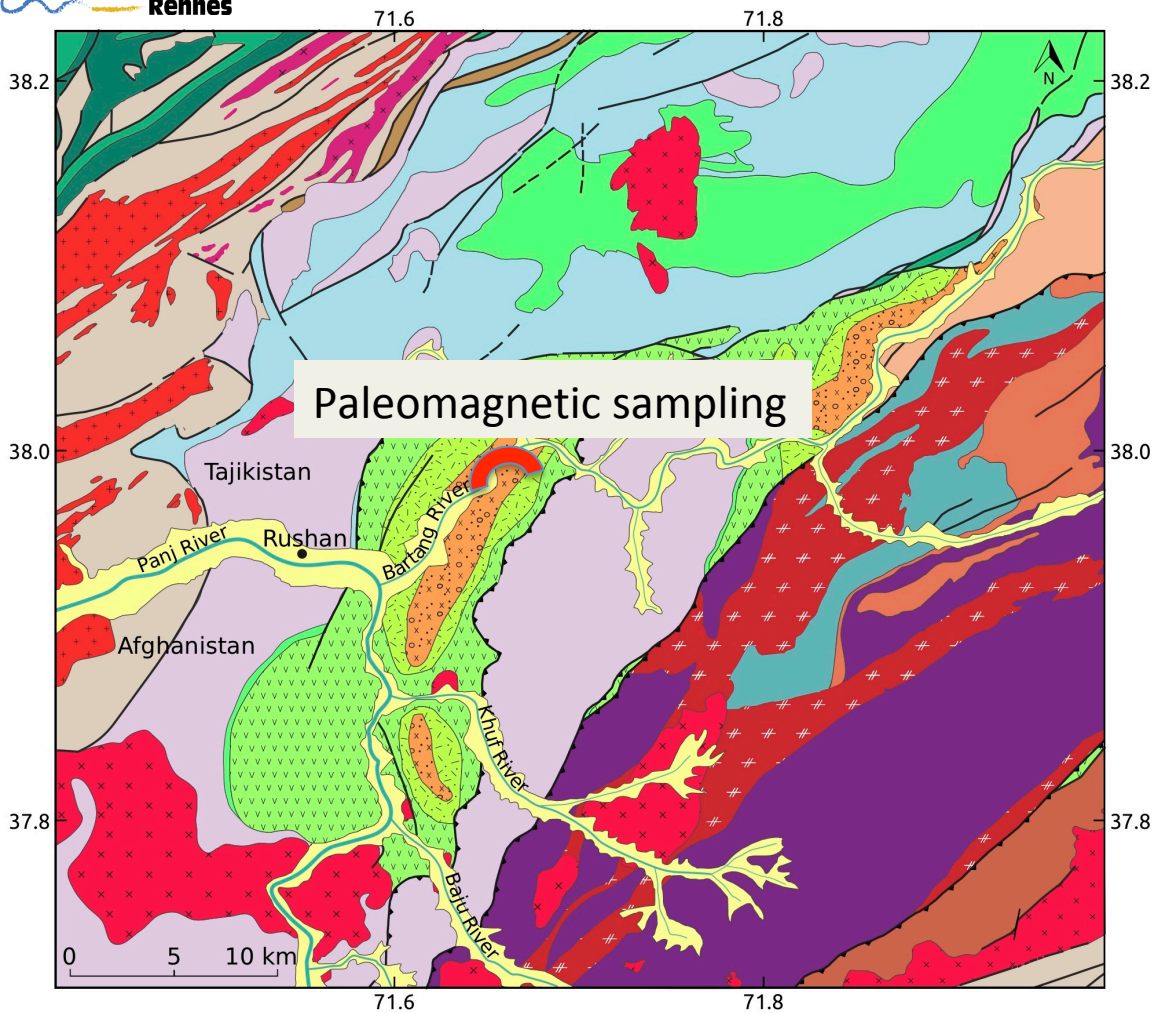 Rennes
71.6 71.8
38.2 38.2
N
Paleomagnetic sampling
38.0 38.0
Tajikistan
Bartang River
Rushan
Panj River
Afghanistan
Khuf River
37.8 37.8
Baju River
0 5 10 km
71.6 71.8